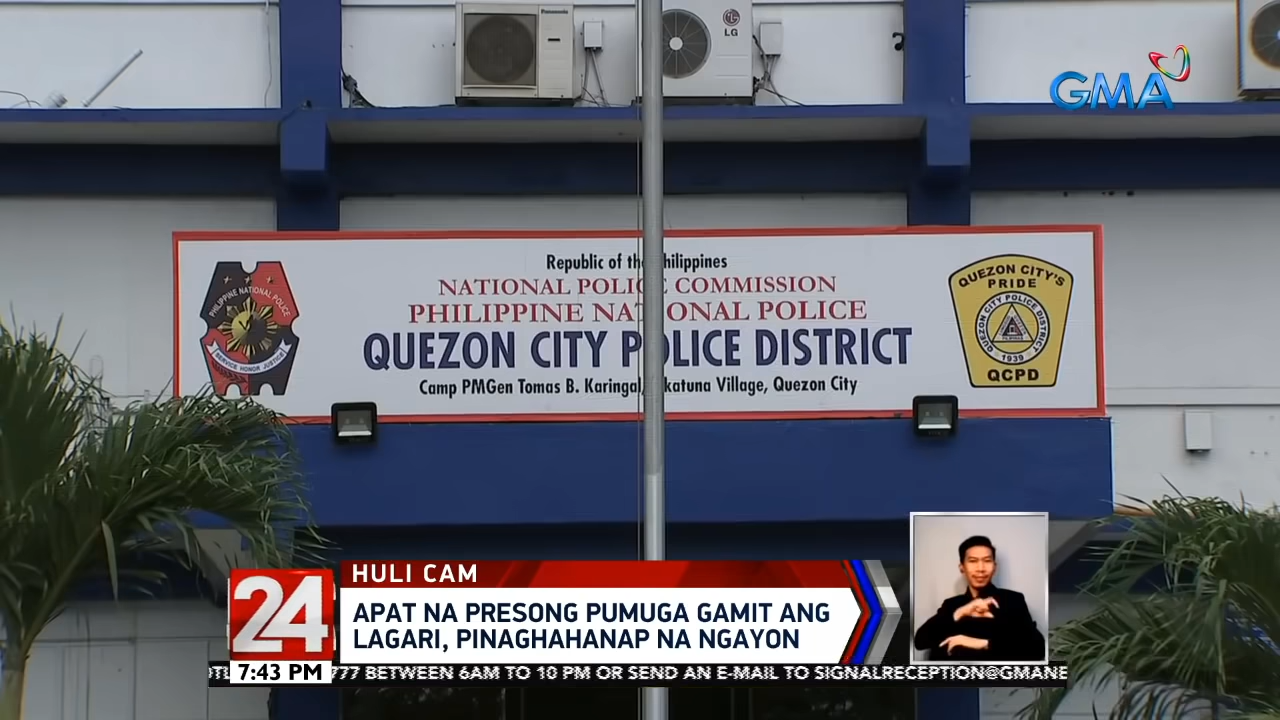 Panasonic
LG
GMA
Republic of the Philippines
NATIONAL POLICE COMMISSION
PHILIPPINE NATIONAL POLICE
QUEZON CITY POLICE DISTRICT
Camp PMGen Tomas B. Karingal, Village, Quezon City
PHILIPPINE NATIONAL POLICE
SERVICE HONOR JUSTICE
QUEZON CITY'S
PRIDE
QUEZON CITY POLICE DISTRICT
1939
QCPD
HULI CAM
24
APAT NA PRESONG PUMUGA GAMIT ANG
LAGARI, PINAGHAHANAP NA NGAYON
7:43 PM
777 BETWEEN 6AM TO 10 PM OR SEND AN E-MAIL TO SIGNALRECEPTION@GMANE